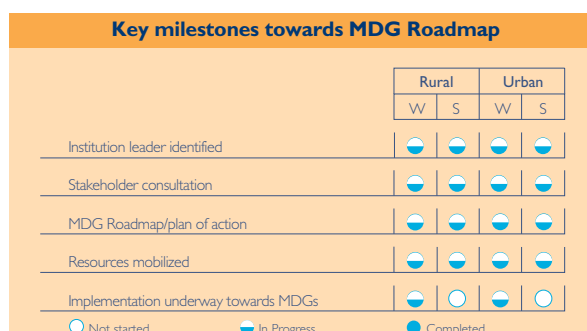 Key milestones towards MDG Roadmap
Rural Urban
W S W S
Institution leader identified
Stakeholder consultation
MDG Roadmap/plan of action
Resources mobilized
Implementation underway towards MDGs
Not started In Progress Completed